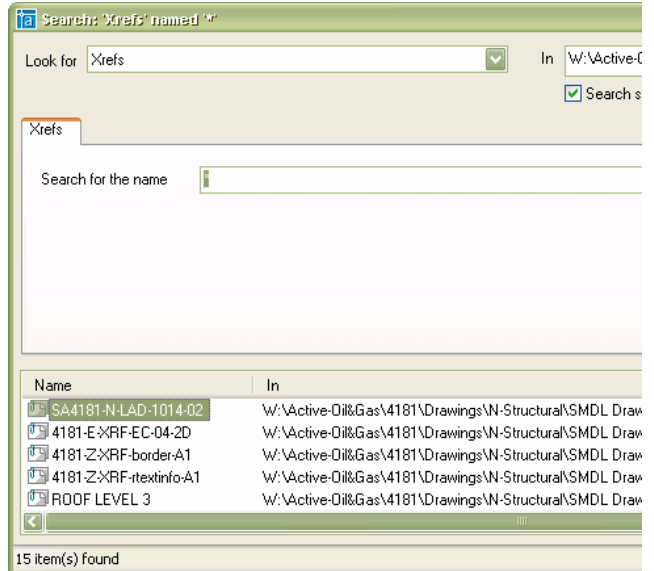 Search: 'Xrefs' named '*'
Look for Xrefs In W:\Active-O
Search s
Xrefs
Search for the name *
Name In
SA4181-N-LAD-1014-02 W:\Active-Oil&Gas\4181\Drawings\N-Structural\SMDL Draw
4181-E-XRF-EC-04-2D W:\Active-Oil&Gas\4181\Drawings\N-Structural\SMDL Draw
4181-Z-XRF-border-A1 W:\Active-Oil&Gas\4181\Drawings\N-Structural\SMDL Draw
4181-Z-XRF-rtextinfo-A1 W:\Active-Oil&Gas\4181\Drawings\N-Structural\SMDL Draw
ROOF LEVEL 3 W:\Active-Oil&Gas\4181\Drawings\N-Structural\SMDL Draw
15 item(s) found